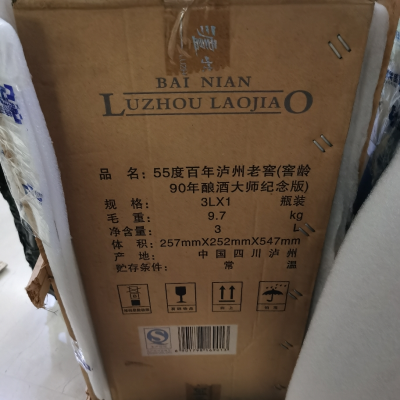 BAI NIAN
LUZHOU LAOJIAO
品 名: 55度百年泸州老窖(窖龄
90年酿酒大师纪念版)
规 格: 3LX1 瓶装
毛 重: 9.7 kg
净含量: 3 L
体 积: 257mmX252mmX547mm
产 地: 中国四川泸州
贮存条件: 常 温